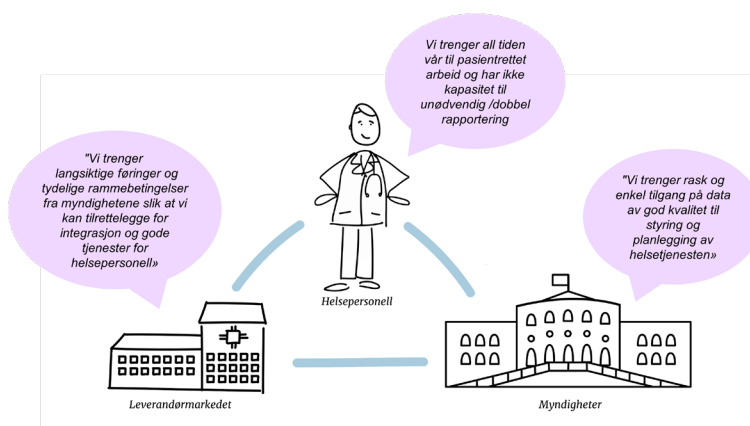 Vi trenger all tiden
vår til pasientrettet
arbeid og har ikke
kapasitet til
unødvendig /dobbel
rapportering
"Vi trenger
langsiktige føringer og
tydelige rammebetingelser
fra myndighetene slik at vi
kan tilrettelegge for
integrasjon og gode
tjenester for
helsepersonell»
"Vi trenger rask og
enkel tilgang på data
av god kvalitet til
styring og
planlegging av
helsetjenesten»
Helsepersonell
Leverandørmarkedet
Myndigheter